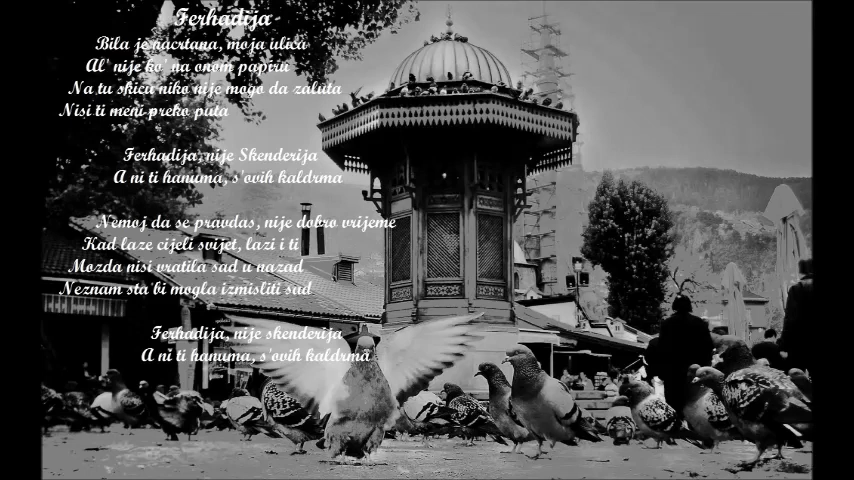 Ferhadija
Bila je nacrtana, moja ulica
Al' nije ko' na onom papiru
Na tu skicu niko nije mogo da zaluta
Nisi ti meni preko puta
Ferhadija, nije Skenderija
A ni ti hanuma, s'ovih kaldrma
Nemoj da se pravdas, nije dobro vrijeme
Kad laze cijeli svijet, lazi i ti
Mozda nisi vratila sad u nazad
Neznam sta bi mogla izmisliti sud
Ferhadija, nije skenderija
A ni ti hanuma, s'ovih kaldrma